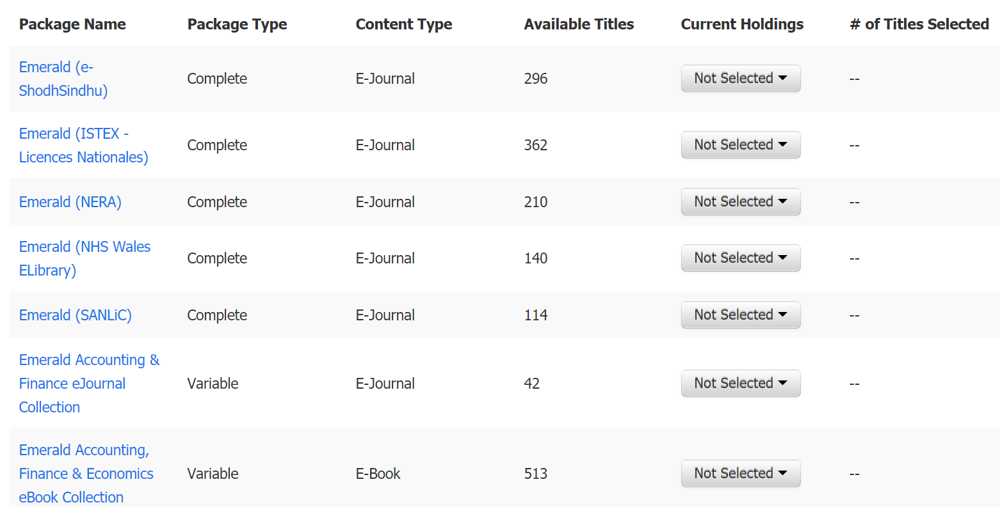 Package Name Package Type Content Type Available Titles Current Holdings # of Titles Selected
Emerald (e-
ShodhSindhu) Complete E-Journal 296 Not Selected --
Emerald (ISTEX -
Licences Nationales) Complete E-Journal 362 Not Selected --
Emerald (NERA) Complete E-Journal 210 Not Selected --
Emerald (NHS Wales
ELibrary) Complete E-Journal 140 Not Selected --
Emerald (SANLiC) Complete E-Journal 114 Not Selected --
Emerald Accounting &
Finance eJournal
Collection Variable E-Journal 42 Not Selected --
Emerald Accounting,
Finance & Economics
eBook Collection Variable E-Book 513 Not Selected --